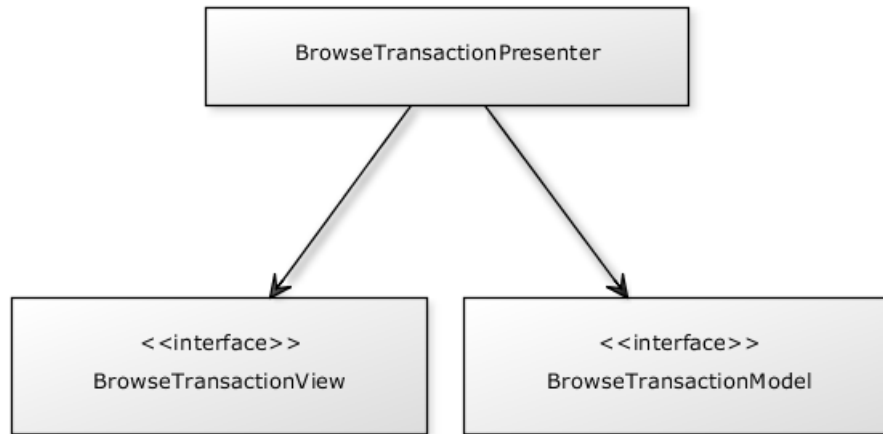 BrowseTransactionPresenter
<<interface>>
BrowseTransactionView
<<interface>>
BrowseTransactionModel